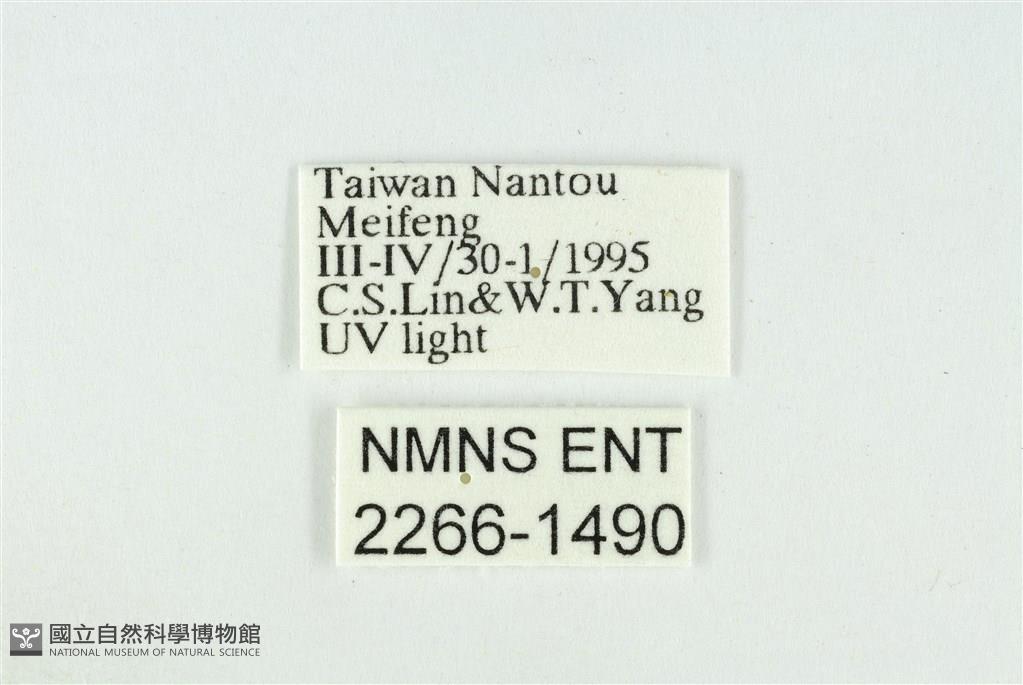 Taiwan Nantou
Meifeng
III-IV/30-1/1995
C.S.Lin&W.T.Yang
UV light
NMNS ENT
2266-1490
國立自然科學博物館
NATIONAL MUSEUM OF NATURAL SCIENCE